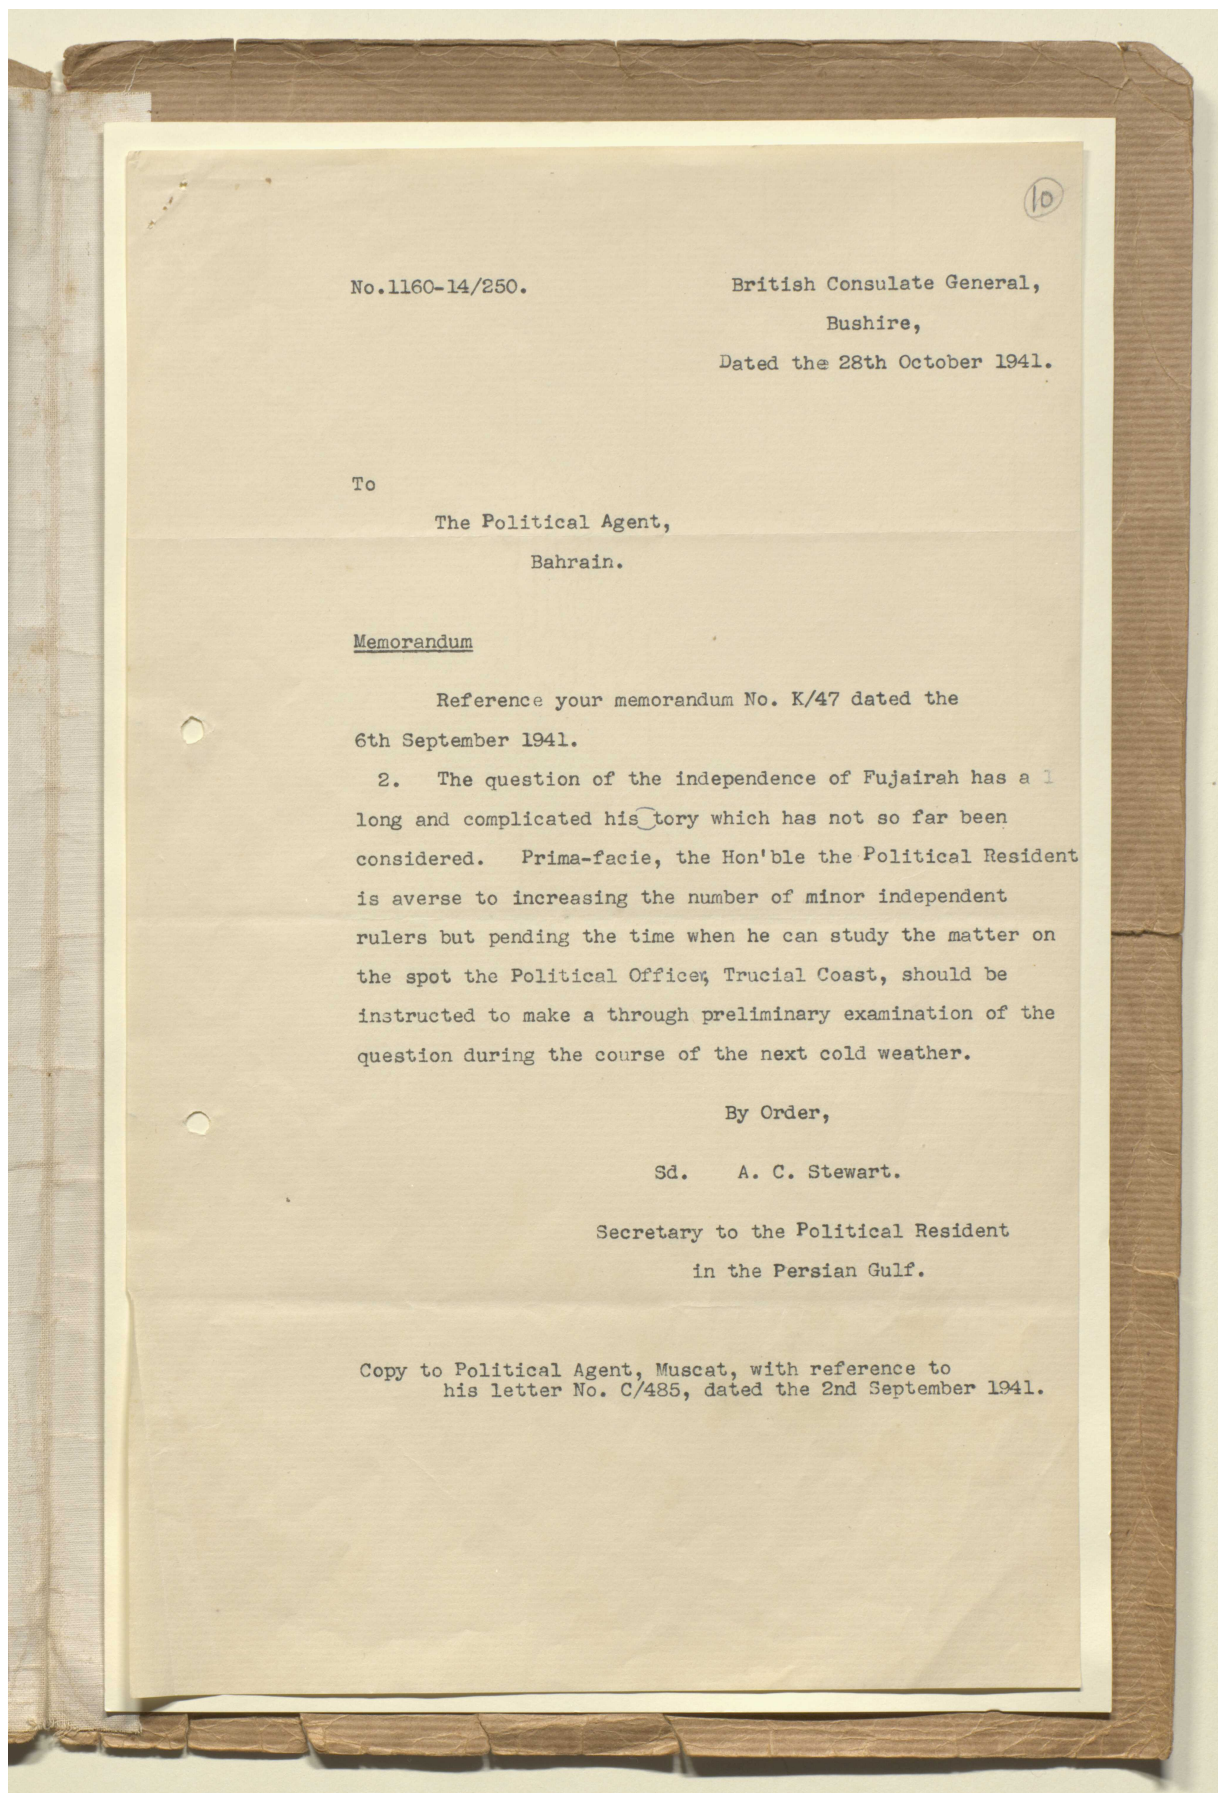 10
No.1160-14/250.
British Consulate General,
Bushire,
Dated the 28th October 1941.
To
The Political Agent,
Bahrain.
Memorandum
Reference your memorandum No. K/47 dated the
6th September 1941.
2. The question of the independence of Fujairah has a l
long and complicated his tory which has not so far been
considered. Prima-facie, the Hon'ble the Political Resident
is averse to increasing the number of minor independent
rulers but pending the time when he can study the matter on
the spot the Political Officer, Trucial Coast, should be
instructed to make a through preliminary examination of the
question during the course of the next cold weather.
By Order,
Sd. A. C. Stewart.
Secretary to the Political Resident
in the Persian Gulf.
Copy to Political Agent, Muscat, with reference to
his letter No. C/485, dated the 2nd September 1941.